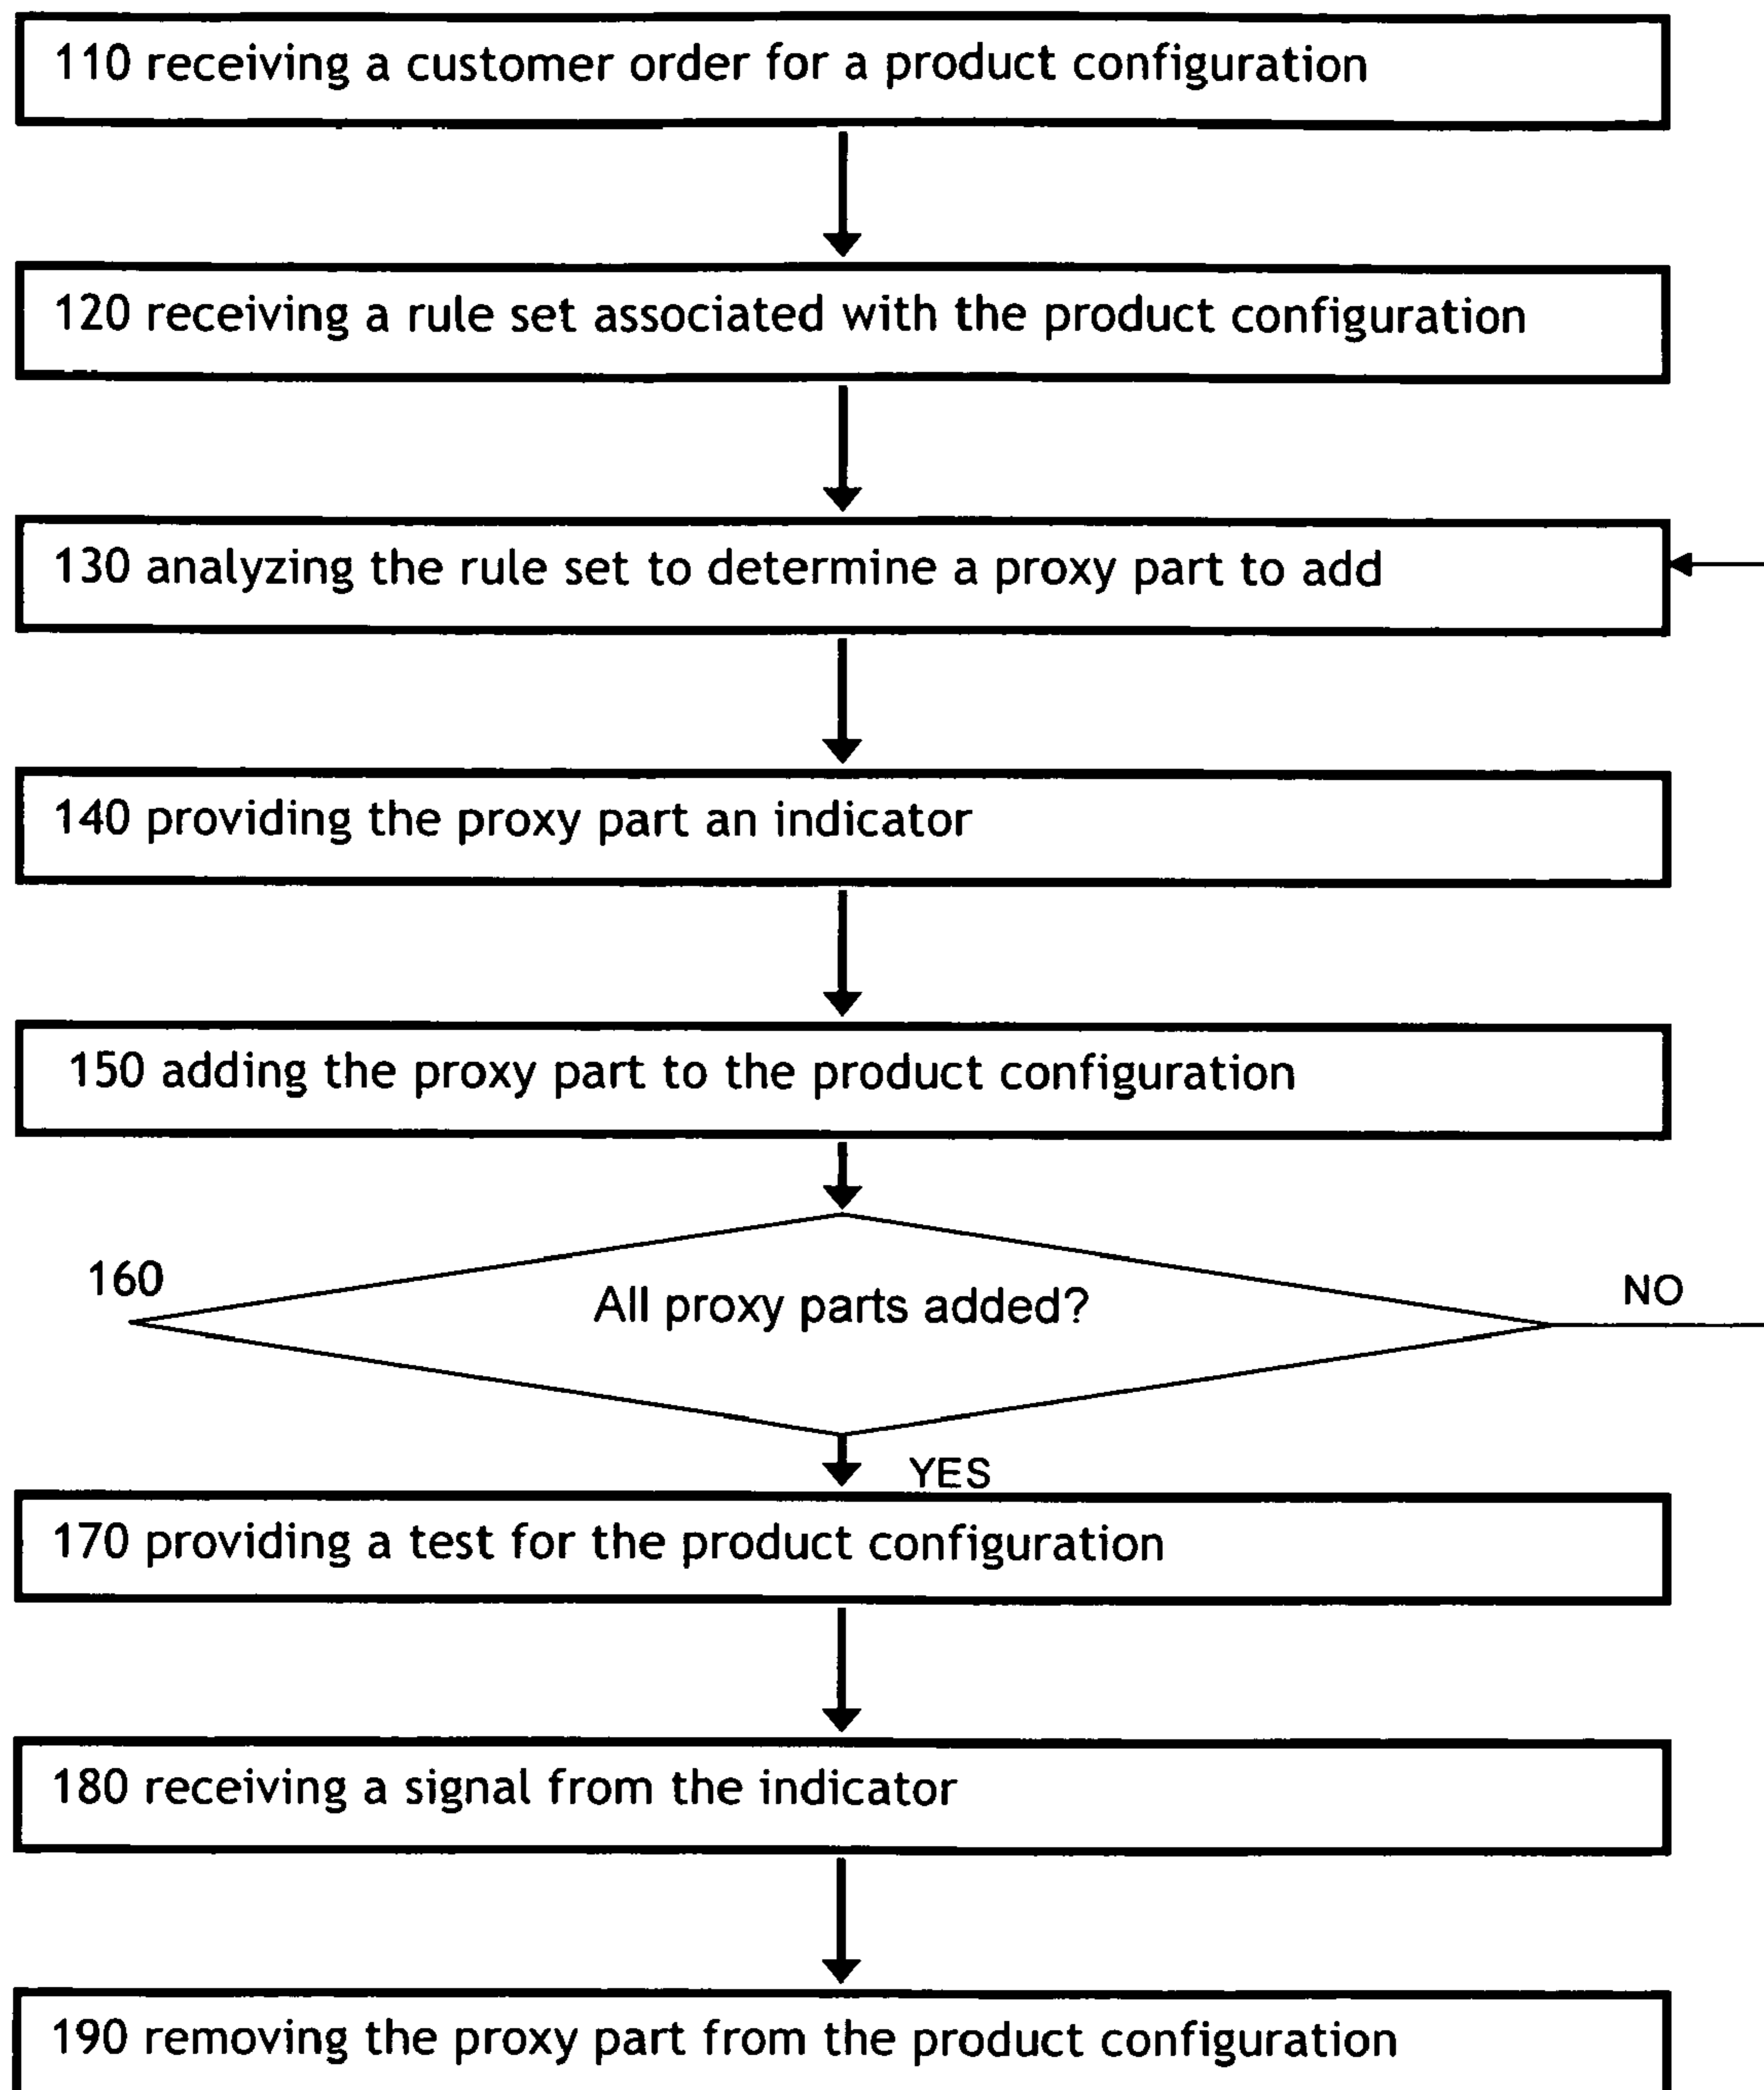 110 receiving a customer order for a product configuration
120 receiving a rule set associated with the product configuration
130 analyzing the rule set to determine a proxy part to add
140 providing the proxy part an indicator
150 adding the proxy part to the product configuration
160
All proxy parts added?
NO
YES
170 providing a test for the product configuration
180 receiving a signal from the indicator
190 removing the proxy part from the product configuration